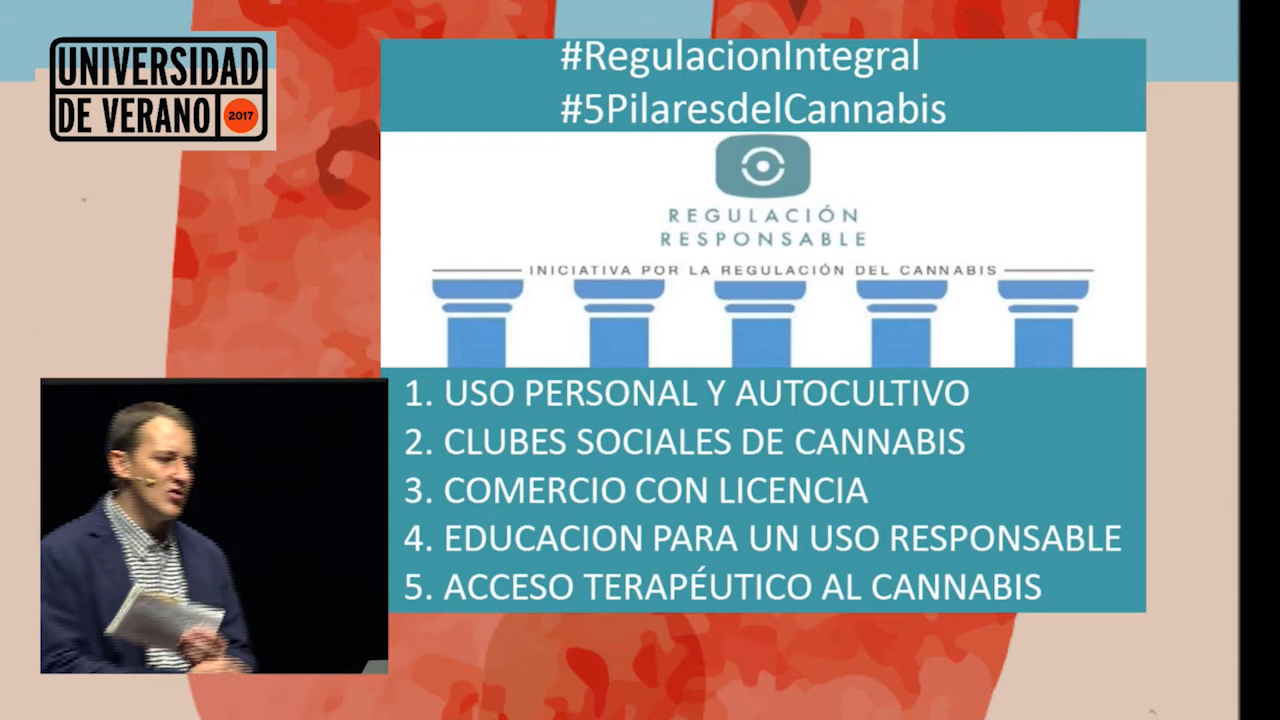 UNIVERSIDAD
DE VERANO 2017
#RegulacionIntegral
#5PilaresdelCannabis
REGULACIÓN
RESPONSABLE
INICIATIVA POR LA REGULACIÓN DEL CANNABIS
1. USO PERSONAL Y AUTOCULTIVO
2. CLUBES SOCIALES DE CANNABIS
3. COMERCIO CON LICENCIA
4. EDUCACION PARA UN USO RESPONSABLE
5. ACCESO TERAPÉUTICO AL CANNABIS